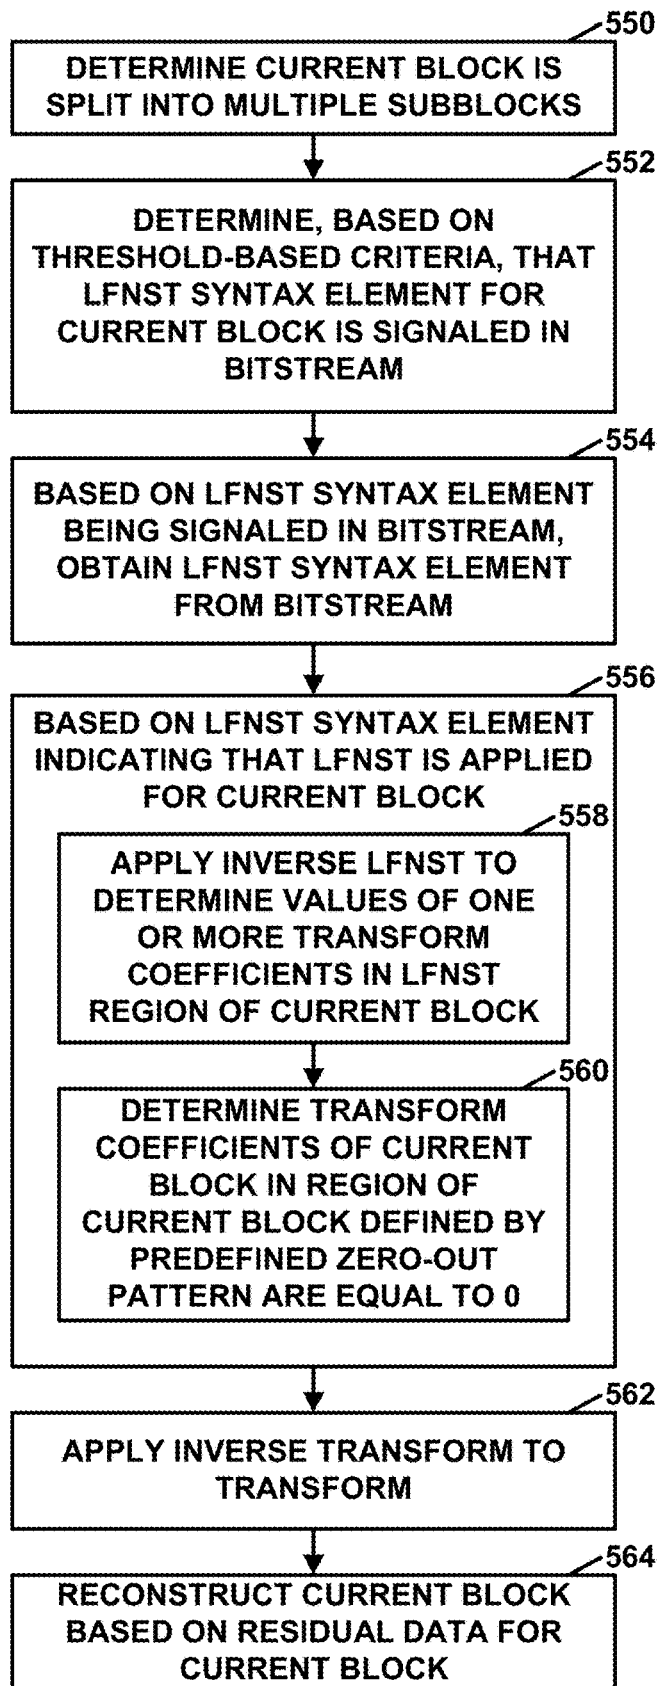 550
DETERMINE CURRENT BLOCK IS
SPLIT INTO MULTIPLE SUBBLOCKS
552
DETERMINE, BASED ON
THRESHOLD-BASED CRITERIA, THAT
LFNST SYNTAX ELEMENT FOR
CURRENT BLOCK IS SIGNALED IN
BITSTREAM
554
BASED ON LFNST SYNTAX ELEMENT
BEING SIGNALED IN BITSTREAM,
OBTAIN LFNST SYNTAX ELEMENT
FROM BITSTREAM
556
BASED ON LFNST SYNTAX ELEMENT
INDICATING THAT LFNST IS APPLIED
FOR CURRENT BLOCK
558
APPLY INVERSE LFNST TO
DETERMINE VALUES OF ONE
OR MORE TRANSFORM
COEFFICIENTS IN LFNST
REGION OF CURRENT BLOCK
560
DETERMINE TRANSFORM
COEFFICIENTS OF CURRENT
BLOCK IN REGION OF
CURRENT BLOCK DEFINED BY
PREDEFINED ZERO-OUT
PATTERN ARE EQUAL TO 0
562
APPLY INVERSE TRANSFORM TO
TRANSFORM
564
RECONSTRUCT CURRENT BLOCK
BASED ON RESIDUAL DATA FOR
CURRENT BLOCK